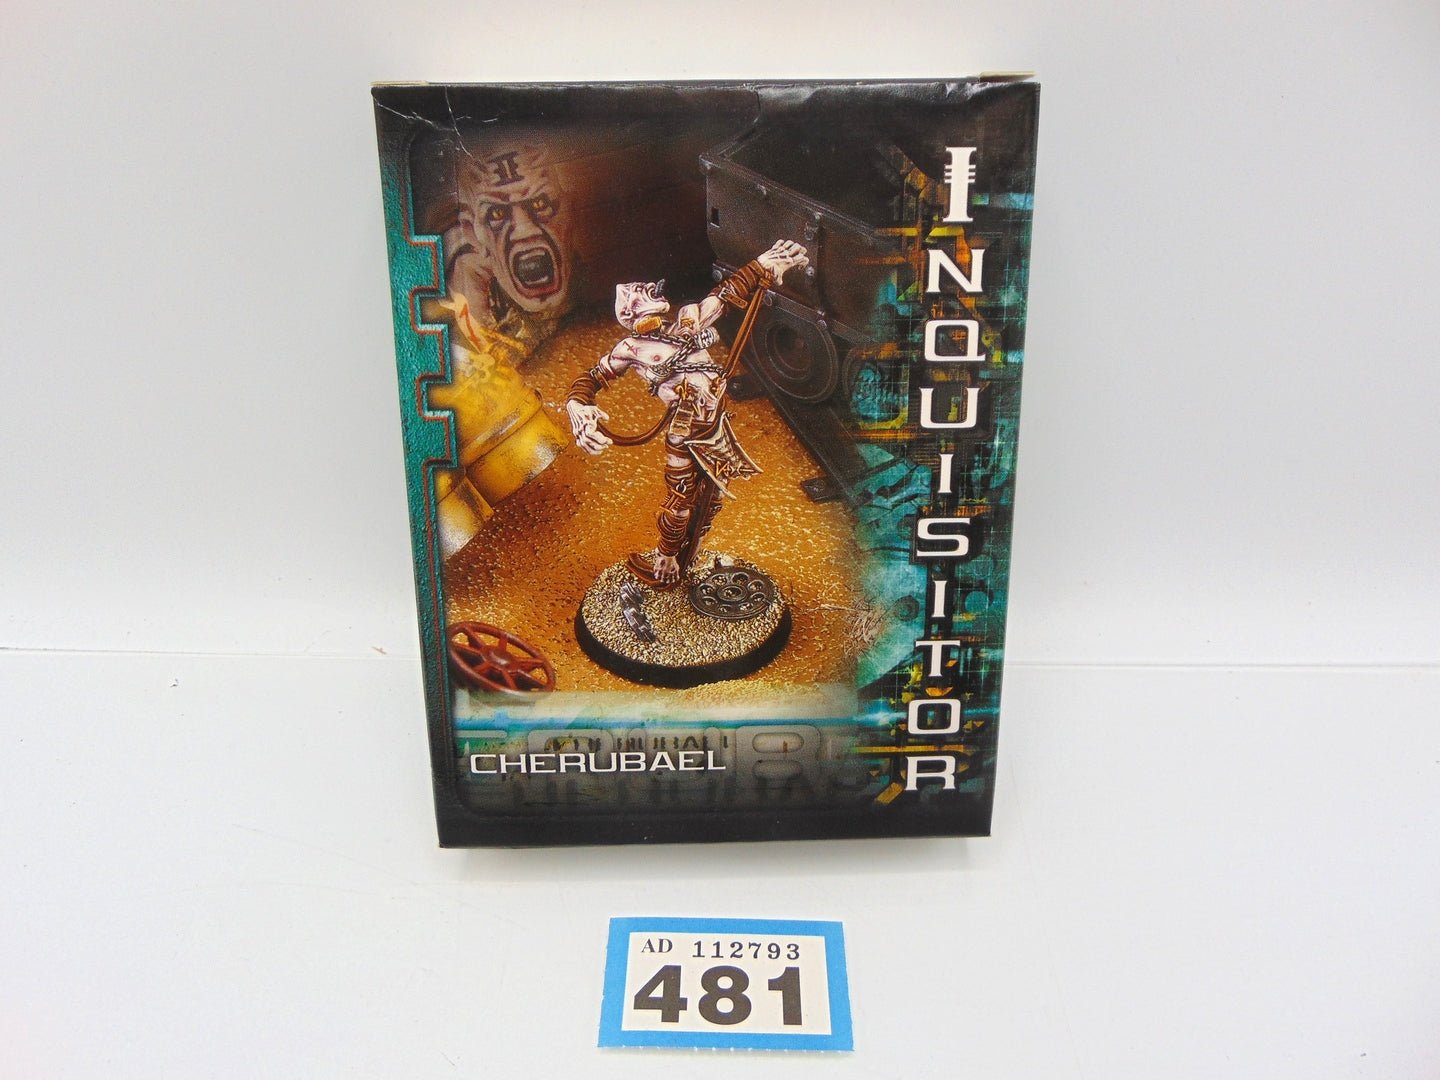 INQUISITOR
CHERUBAEL
AD 112793
481